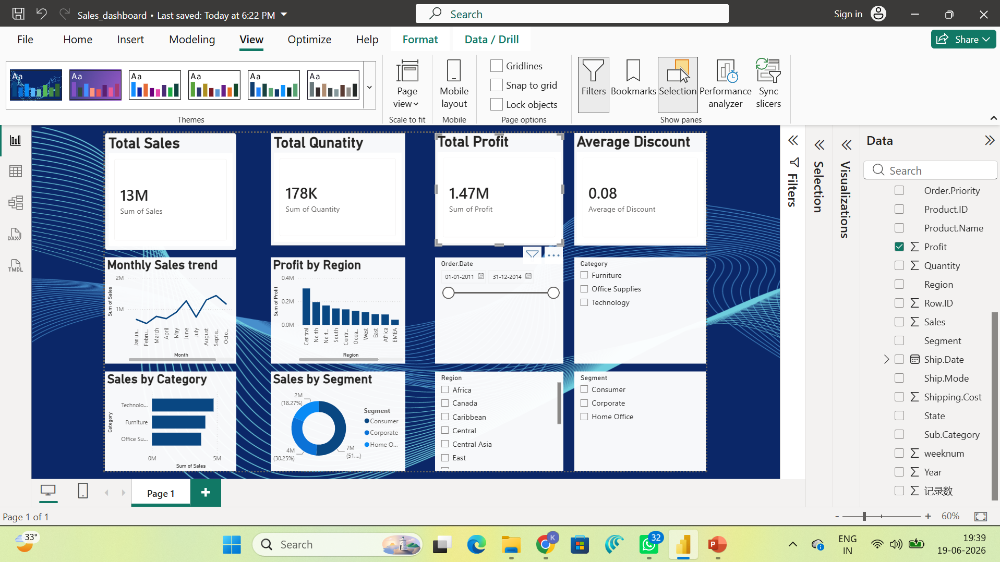 Sales_dashboard • Last saved: Today at 6:22 PM
Search
Sign in
File Home Insert Modeling View Optimize Help Format Data / Drill
Share
Aa Aa Aa Aa Aa Aa
Themes
Page view
Scale to fit
Mobile layout
Mobile
Gridlines
Snap to grid
Lock objects
Page options
Filters
Bookmarks
Selection
Performance analyzer
Sync slicers
Show panes
Total Sales
13M
Sum of Sales
Total Qunatity
178K
Sum of Quantity
Total Profit
1.47M
Sum of Profit
Average Discount
0.08
Average of Discount
Monthly Sales trend
2M
1M
Sum of Sales
Janua...
Febru...
March
April
May
June
July
August
Septe...
Octo...
Month
Profit by Region
0.4M
0.2M
0.0M
Sum of Profit
Central
North
Nort...
South
Centr...
Ocea...
West
East
Africa
EMEA
Region
Order.Date
01-01-2011
31-12-2014
Category
Furniture
Office Supplies
Technology
Sales by Category
Category
Technolo...
Furniture
Office Su...
0M
5M
Sum of Sales
Sales by Segment
2M
(18.27%)
4M
(30.25%)
7M
(51....)
Segment
Consumer
Corporate
Home O...
Region
Africa
Canada
Caribbean
Central
Central Asia
East
Segment
Consumer
Corporate
Home Office
Filters
Selection
Visualizations
Data
Search
Order.Priority
Product.ID
Product.Name
Profit
Quantity
Region
Row.ID
Sales
Segment
Ship.Date
Ship.Mode
Shipping.Cost
State
Sub.Category
weeknum
Year
记录数
DAX
TMDL
Page 1
Page 1 of 1
- + 60%
33°
Search
K
32
P
ENG
IN
19:39
19-06-2026